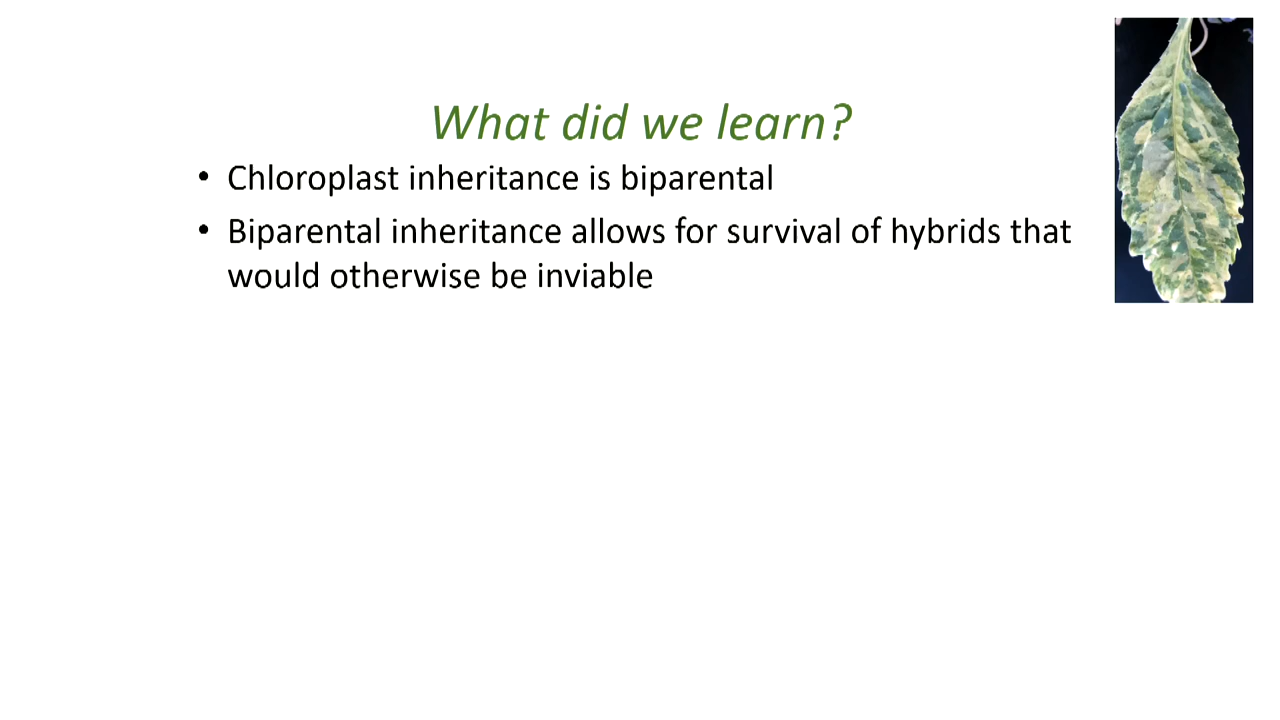 What did we learn?
• Chloroplast inheritance is biparental
• Biparental inheritance allows for survival of hybrids that
would otherwise be inviable